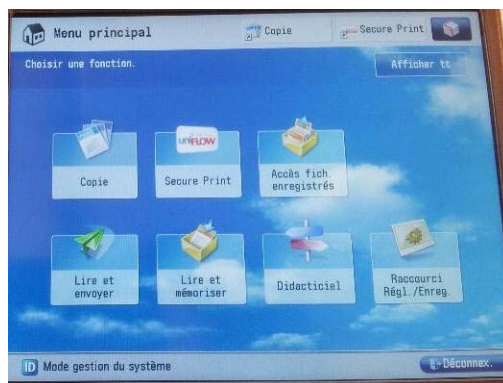 Menu principal
Copie
Secure Print
Choisir une fonction.
Afficher tt
uniFLOW
Copie
Secure Print
Accès fich.
enregistrés
Lire et
envoyer
Lire et
mémoriser
Didacticiel
Raccourci
Régl./Enreg.
ID Mode gestion du système
Déconnex.